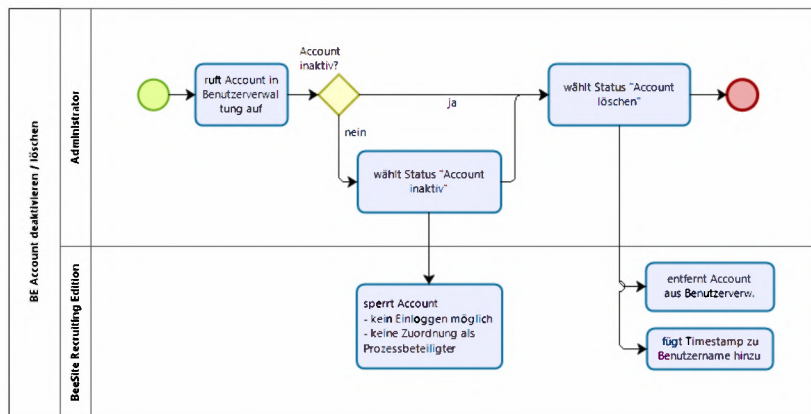 BE Account deaktivieren / löschen
Administrator
ruft Account in
Benutzerverwal
tung auf
Account
inaktiv?
ja
nein
wählt Status "Account
inaktiv"
wählt Status "Account
löschen"
BeeSite Recruiting Edition
sperrt Account
- kein Einloggen möglich
- keine Zuordnung als
Prozessbeteiligter
entfernt Account
aus Benutzerverw.
fügt Timestamp zu
Benutzername hinzu